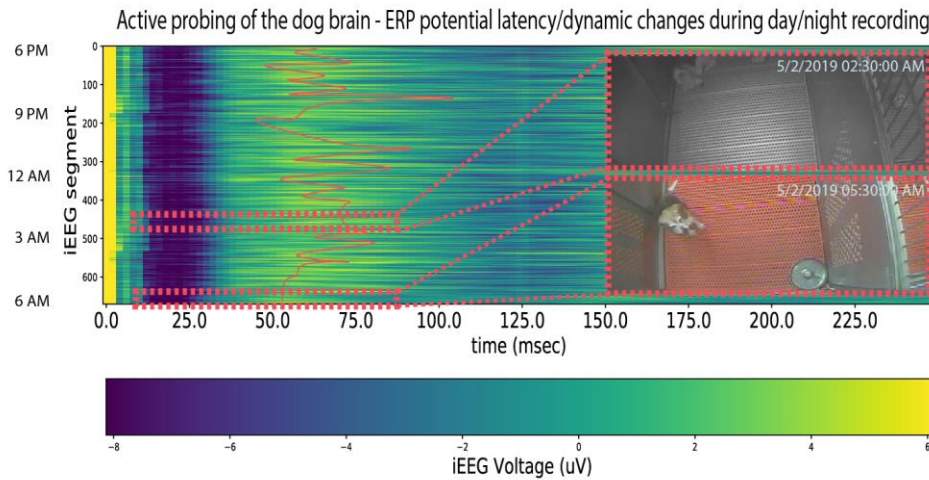 Active probing of the dog brain - ERP potential latency/dynamic changes during day/night recording
6 PM
9 PM
12 AM
3 AM
6 AM
iEEG segment
0
100
200
300
400
500
600
5/2/2019 02:30:00 AM
5/2/2019 05:30:00 AM
0.0 25.0 50.0 75.0 100.0 125.0 150.0 175.0 200.0 225.0
time (msec)
−8 −6 −4 −2 0 2 4 6
iEEG Voltage (uV)